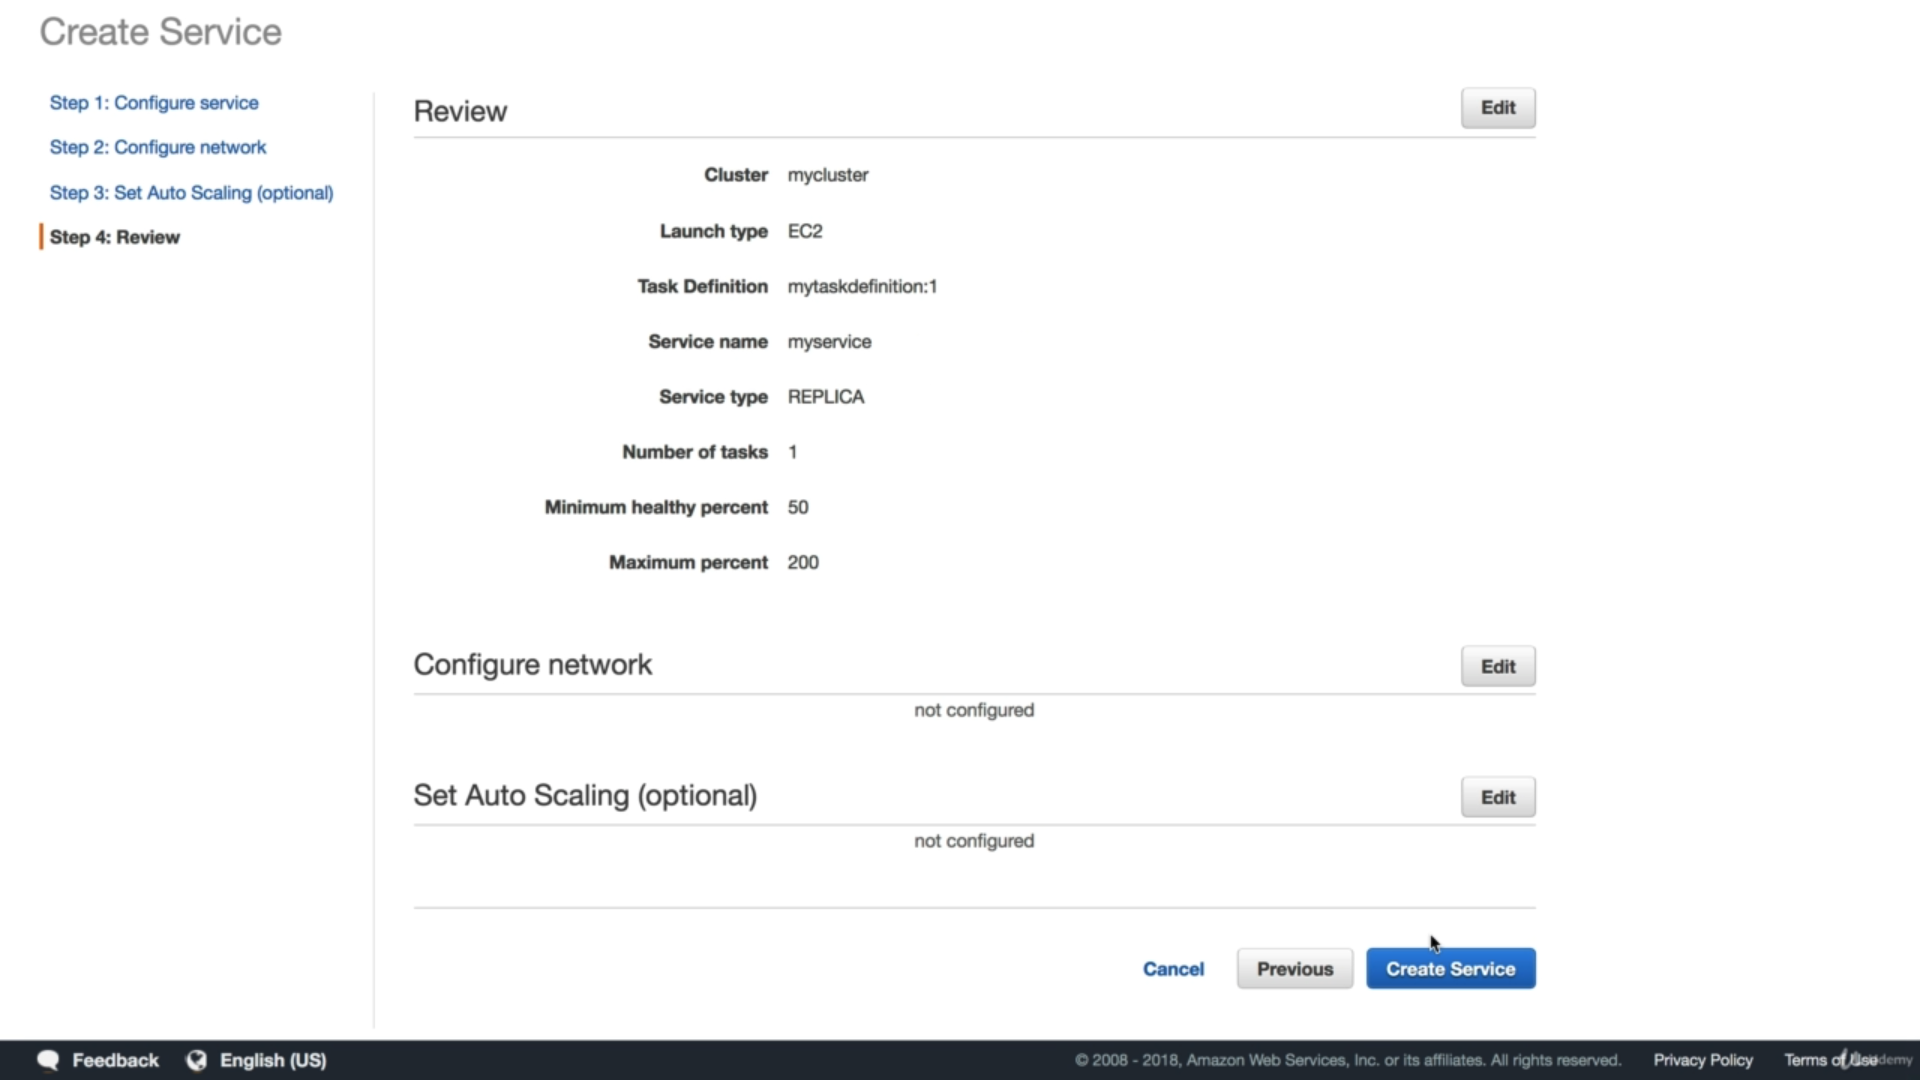 Create Service
Step 1: Configure service
Step 2: Configure network
Step 3: Set Auto Scaling (optional)
Step 4: Review
Review
Edit
Cluster mycluster
Launch type EC2
Task Definition mytaskdefinition:1
Service name myservice
Service type REPLICA
Number of tasks 1
Minimum healthy percent 50
Maximum percent 200
Configure network
Edit
not configured
Set Auto Scaling (optional)
Edit
not configured
Cancel Previous Create Service
Feedback English (US) © 2008 - 2018, Amazon Web Services, Inc. or its affiliates. All rights reserved. Privacy Policy Terms of Use